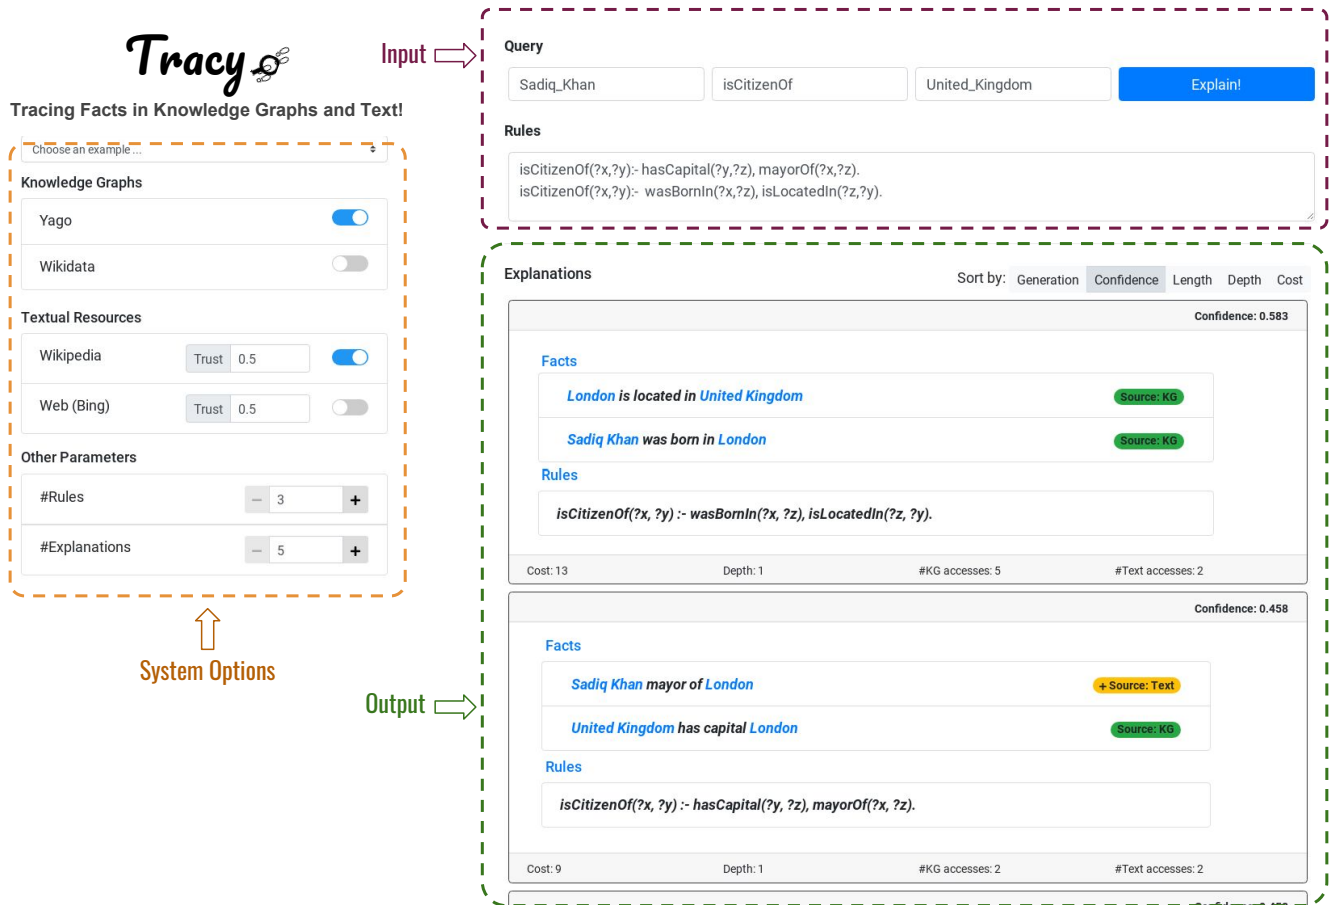 Tracy
Tracing Facts in Knowledge Graphs and Text!
Choose an example ...
Knowledge Graphs
Yago
Wikidata
Textual Resources
Wikipedia Trust 0.5
Web (Bing) Trust 0.5
Other Parameters
#Rules − 3 +
#Explanations − 5 +
System Options
Input
Query
Sadiq_Khan isCitizenOf United_Kingdom Explain!
Rules
isCitizenOf(?x,?y):- hasCapital(?y,?z), mayorOf(?x,?z).
isCitizenOf(?x,?y):- wasBornIn(?x,?z), isLocatedIn(?z,?y).
Output
Explanations Sort by: Generation Confidence Length Depth Cost
Confidence: 0.583
Facts
London is located in United Kingdom Source: KG
Sadiq Khan was born in London Source: KG
Rules
isCitizenOf(?x, ?y) :- wasBornIn(?x, ?z), isLocatedIn(?z, ?y).
Cost: 13 Depth: 1 #KG accesses: 5 #Text accesses: 2
Confidence: 0.458
Facts
Sadiq Khan mayor of London + Source: Text
United Kingdom has capital London Source: KG
Rules
isCitizenOf(?x, ?y) :- hasCapital(?y, ?z), mayorOf(?x, ?z).
Cost: 9 Depth: 1 #KG accesses: 2 #Text accesses: 2